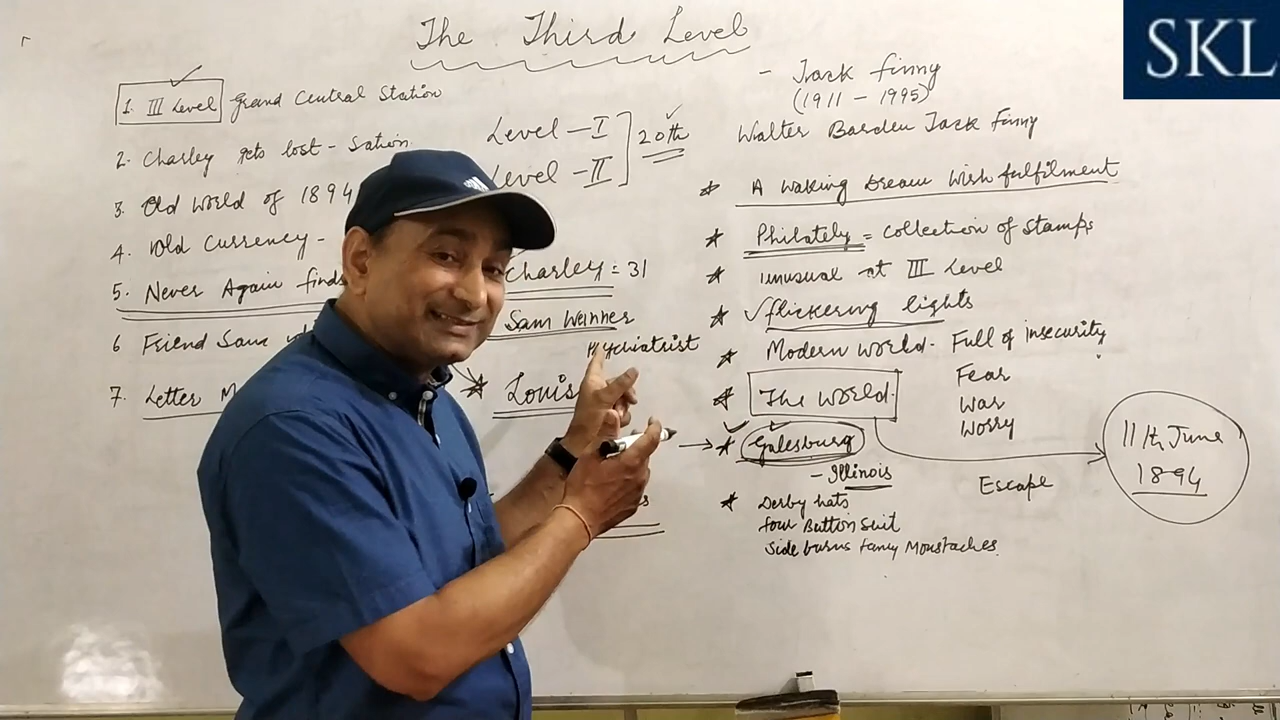 The Third Level
SKL
- Jack finny
(1911 - 1995)
Walter Barden Jack finny
1. III Level Grand Central Station
2. Charley gets lost - Sation
3. Old World of 1894
4. Old Currency -
5. Never Again finds
6 Friend Sam
7. Letter
Level - I
Level - II
20th
Charley = 31
Sam Weinner
Psychiatrist
Louis
A waking Dream Wish fulfilment
Philately = collection of stamps
unusual at III Level
flickering lights
Modern world - Full of insecurity
Fear
War
Worry
The World
Galesburg
- Illinois
Escape
11th June
1894
Derby hats
four Button Suit
Side burns fancy Moustaches